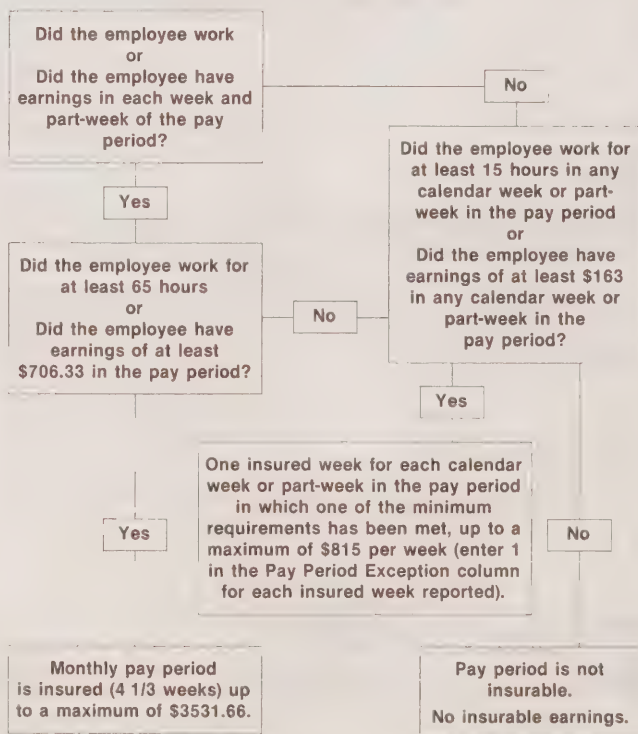 Did the employee work
or
Did the employee have
earnings in each week and
part-week of the pay
period?
No
Did the employee work for
at least 15 hours in any
calendar week or part-
week in the pay period
or
Did the employee have
earnings of at least $163
in any calendar week or
part-week in the
pay period?
Yes
Did the employee work for
at least 65 hours
or
Did the employee have
earnings of at least
$706.33 in the pay period?
No
Yes
One insured week for each calendar
week or part-week in the pay period
in which one of the minimum
requirements has been met, up to a
maximum of $815 per week (enter 1
in the Pay Period Exception column
for each insured week reported).
Yes
No
Monthly pay period
is insured (4 1/3 weeks) up
to a maximum of $3531.66.
Pay period is not
insurable.
No insurable earnings.